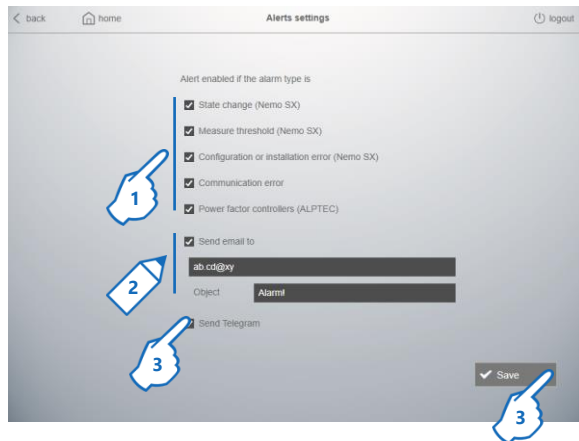 back home Alerts settings logout
Alert enabled if the alarm type is
State change (Nemo SX)
Measure threshold (Nemo SX)
Configuration or installation error (Nemo SX)
1
Communication error
Power factor controllers (ALPTEC)
Send email to
ab.cd@xy
2
Object Alarm!
Send Telegram
3
Save
3